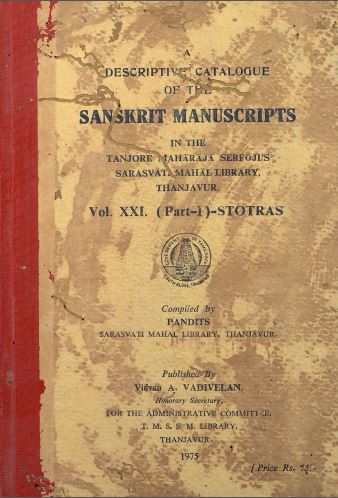 A
DESCRIPTIVE CATALOGUE
OF THE
SANSKRIT MANUSCRIPTS
IN THE
TANJORE MAHĀRĀJĀ SERFOJI'S
SARASVATI MAHAL LIBRARY,
THANJAVUR.
Vol. XXI. (Part-I)-STOTRAS
Compiled By
PANDITS
SARASVATI MAHAL LIBRARY, THANJAVUR.
Published By
Vidvān A. VADIVELAN,
Honorary Secretary,
FOR THE ADMINISTRATIVE COMMITTEE,
T. M. S. S. M. LIBRARY,
THANJAVUR.
1975
[Price Rs.